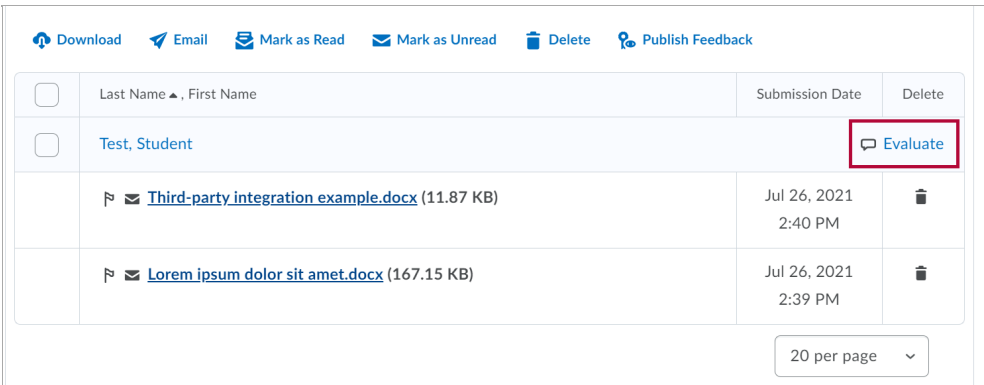 Download Email Mark as Read Mark as Unread Delete Publish Feedback
Last Name , First Name Submission Date Delete
Test, Student Evaluate
Third-party integration example.docx (11.87 KB) Jul 26, 2021
2:40 PM
Lorem ipsum dolor sit amet.docx (167.15 KB) Jul 26, 2021
2:39 PM
20 per page